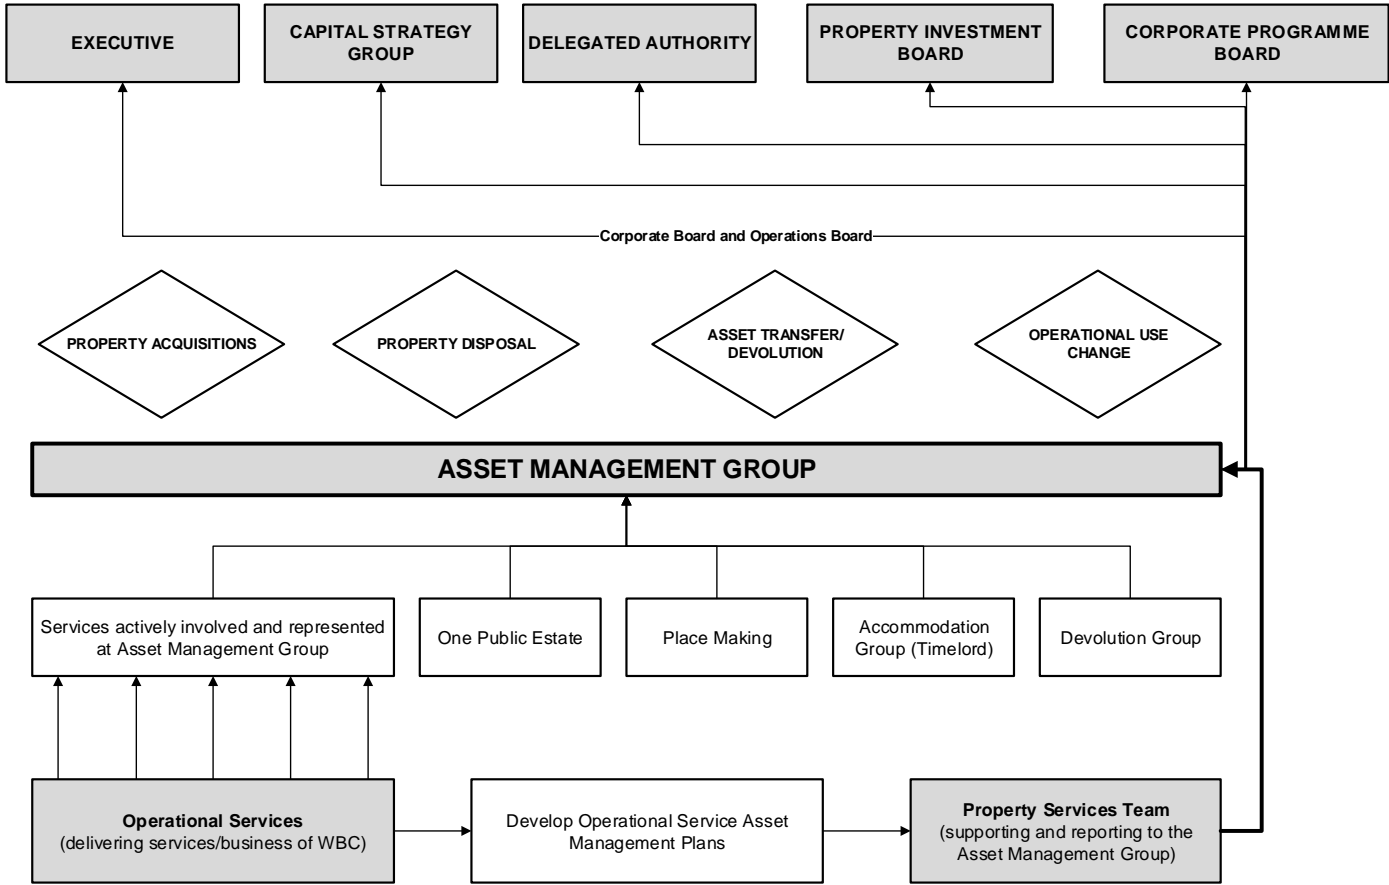 EXECUTIVE
CAPITAL STRATEGY
GROUP
DELEGATED AUTHORITY
PROPERTY INVESTMENT
BOARD
CORPORATE PROGRAMME
BOARD
Corporate Board and Operations Board
PROPERTY ACQUISITIONS
PROPERTY DISPOSAL
ASSET TRANSFER/
DEVOLUTION
OPERATIONAL USE
CHANGE
ASSET MANAGEMENT GROUP
Services actively involved and represented
at Asset Management Group
One Public Estate
Place Making
Accommodation
Group (Timelord)
Devolution Group
Operational Services
(delivering services/business of WBC)
Develop Operational Service Asset
Management Plans
Property Services Team
(supporting and reporting to the
Asset Management Group)